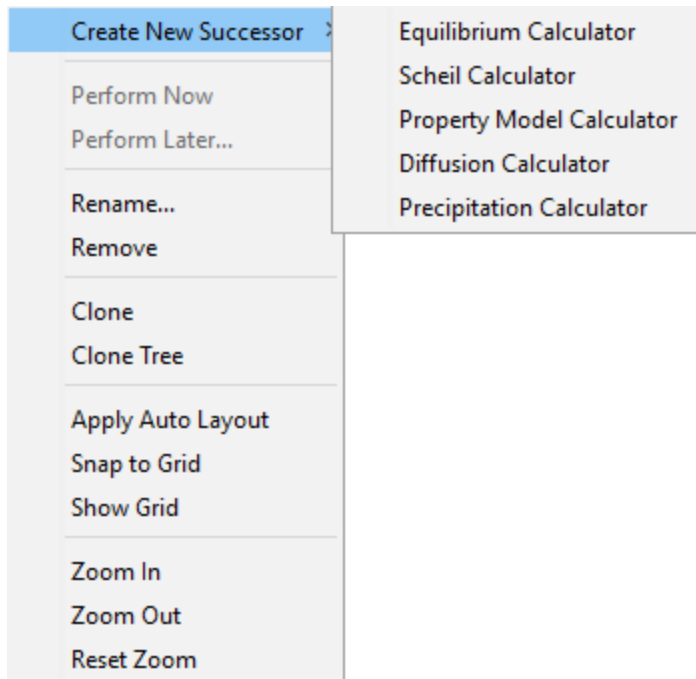 Create New Successor
Equilibrium Calculator
Scheil Calculator
Property Model Calculator
Diffusion Calculator
Precipitation Calculator
Perform Now
Perform Later...
Rename...
Remove
Clone
Clone Tree
Apply Auto Layout
Snap to Grid
Show Grid
Zoom In
Zoom Out
Reset Zoom